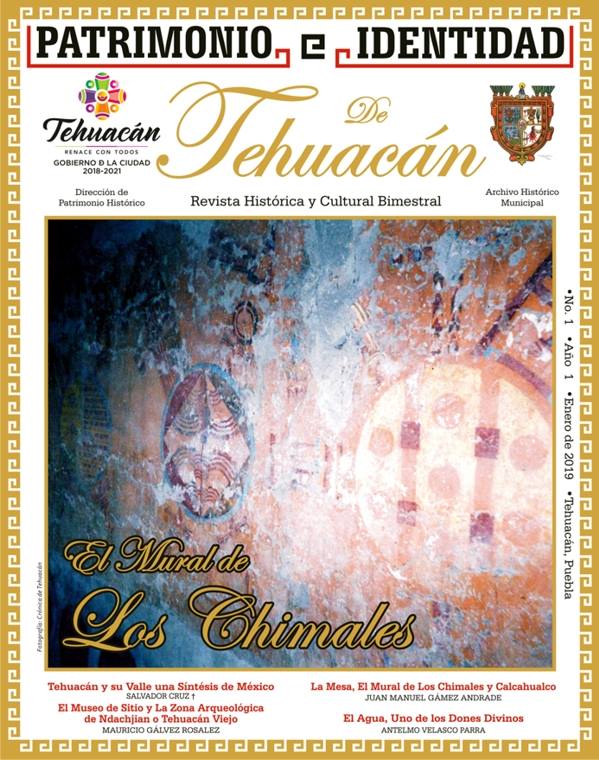 PATRIMONIO e IDENTIDAD
De
Tehuacán
Tehuacán
RENACE CON TODOS
GOBIERNO D LA CIUDAD
2018-2021
Dirección de
Patrimonio Histórico
Revista Histórica y Cultural Bimestral
Archivo Histórico
Municipal
•No. 1 •Año 1 •Enero de 2019 •Tehuacán, Puebla
El Mural de
Los Chimales
Fotografía: Crónica de Tehuacán
Tehuacán y su Valle una Síntesis de México
SALVADOR CRUZ †
El Museo de Sitio y La Zona Arqueológica
de Ndachjian o Tehuacán Viejo
MAURICIO GÁLVEZ ROSALEZ
La Mesa, El Mural de Los Chimales y Calcahualco
JUAN MANUEL GÁMEZ ANDRADE
El Agua, Uno de los Dones Divinos
ANTELMO VELASCO PARRA